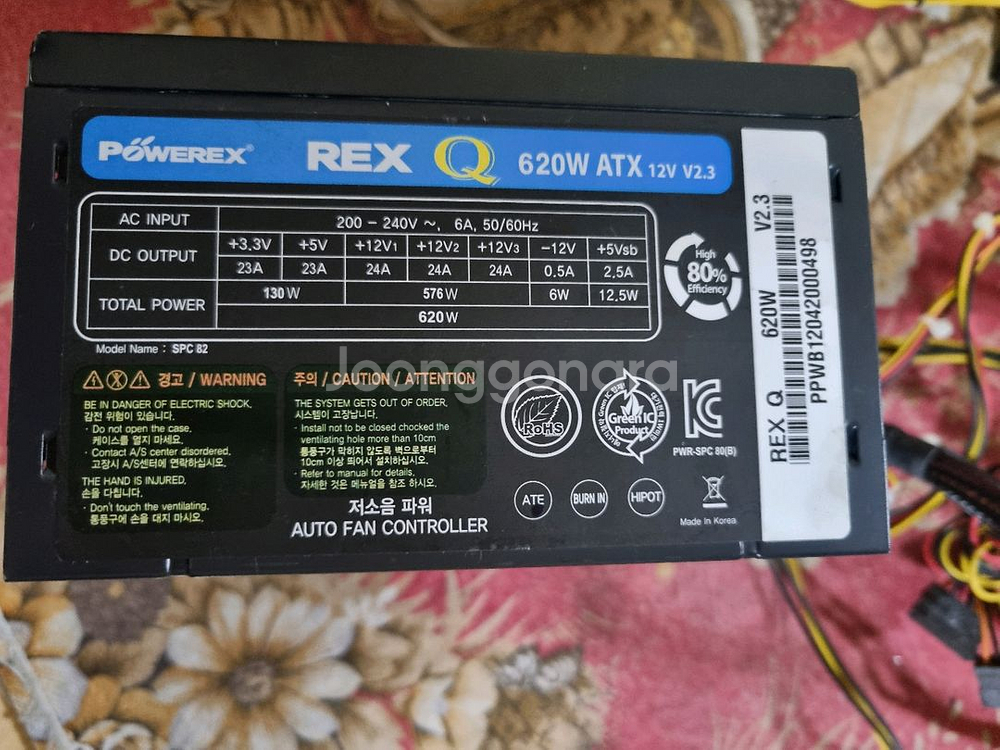 POWEREX® REX Q 620W ATX 12V V2.3
AC INPUT 200 - 240V ~, 6A, 50/60Hz
DC OUTPUT +3.3V +5V +12V1 +12V2 +12V3 -12V +5Vsb
23A 23A 24A 24A 24A 0.5A 2.5A
TOTAL POWER 130W 576W 6W 12.5W
620W
High
80%
Efficiency
Model Name : SPC 82
경고 / WARNING
BE IN DANGER OF ELECTRIC SHOCK.
감전 위험이 있습니다.
· Do not open the case.
케이스를 열지 마세요.
· Contact A/S center disordered.
고장시 A/S센터에 연락하십시오.
THE HAND IS INJURED.
손을 다칩니다.
· Don't touch the ventilating.
통풍구에 손을 대지 마시오.
주의 / CAUTION / ATTENTION
THE SYSTEM GETS OUT OF ORDER.
시스템이 고장납니다.
· Install not to be closed chocked the
ventilating hole more than 10cm
통풍구가 막히지 않도록 벽으로부터
10cm 이상 띄어서 설치하십시오.
· Refer to manual for details.
자세한 것은 메뉴얼을 참조 하십시오.
저소음 파워
AUTO FAN CONTROLLER
RoHS
Green IC
Product
PWR-SPC 80(B)
ATE BURN IN HIPOT
Made In Korea
REX Q 620W V2.3
PPWB12042000498
Joonggonara